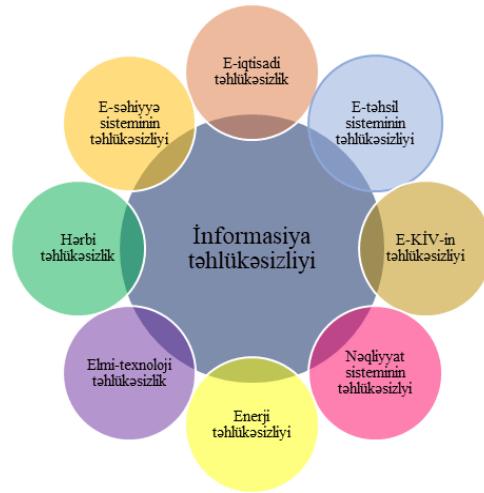 E-iqtisadi
təhlükəsizlik
E-təhsil
sisteminin
təhlükəsizliyi
E-KİV-in
təhlükəsizliyi
Nəqliyyat
sisteminin
təhlükəsizlyi
Enerji
təhlükəsizliyi
Elmi-texnoloji
təhlükəsizlik
Hərbi
təhlükəsizlik
E-səhiyyə
sisteminin
təhlükəsizliyi
İnformasiya
təhlükəsizliyi